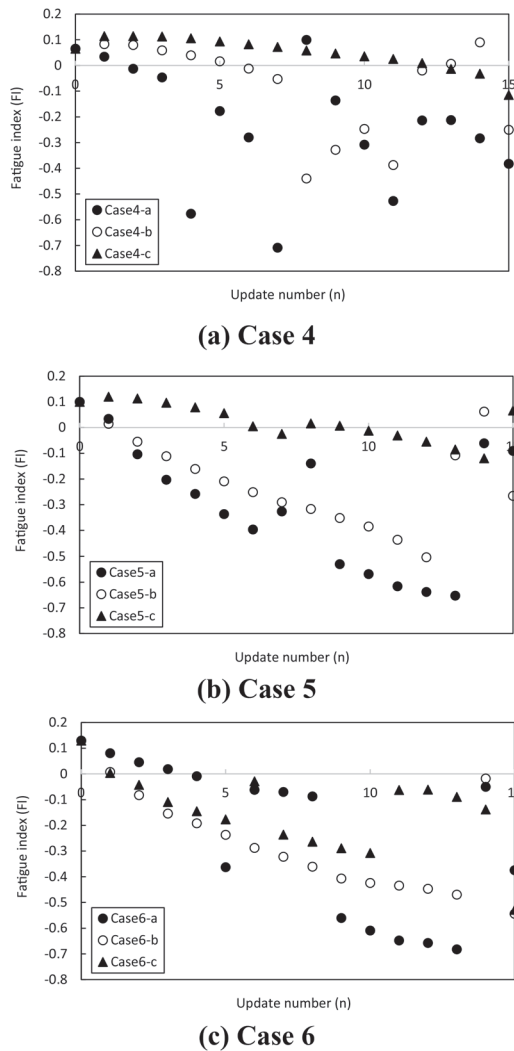 0.2
0.1
0
-0.1
-0.2
-0.3
-0.4
-0.5
-0.6
-0.7
-0.8
0 5 10 15
Fatigue index (FI)
Case4-a
Case4-b
Case4-c
Update number (n)
(a) Case 4
0.2
0.1
0
-0.1
-0.2
-0.3
-0.4
-0.5
-0.6
-0.7
-0.8
0 5 10 15
Fatigue index (FI)
Case5-a
Case5-b
Case5-c
Update number (n)
(b) Case 5
0.2
0.1
0
-0.1
-0.2
-0.3
-0.4
-0.5
-0.6
-0.7
-0.8
0 5 10 15
Fatigue index (FI)
Case6-a
Case6-b
Case6-c
Update number (n)
(c) Case 6